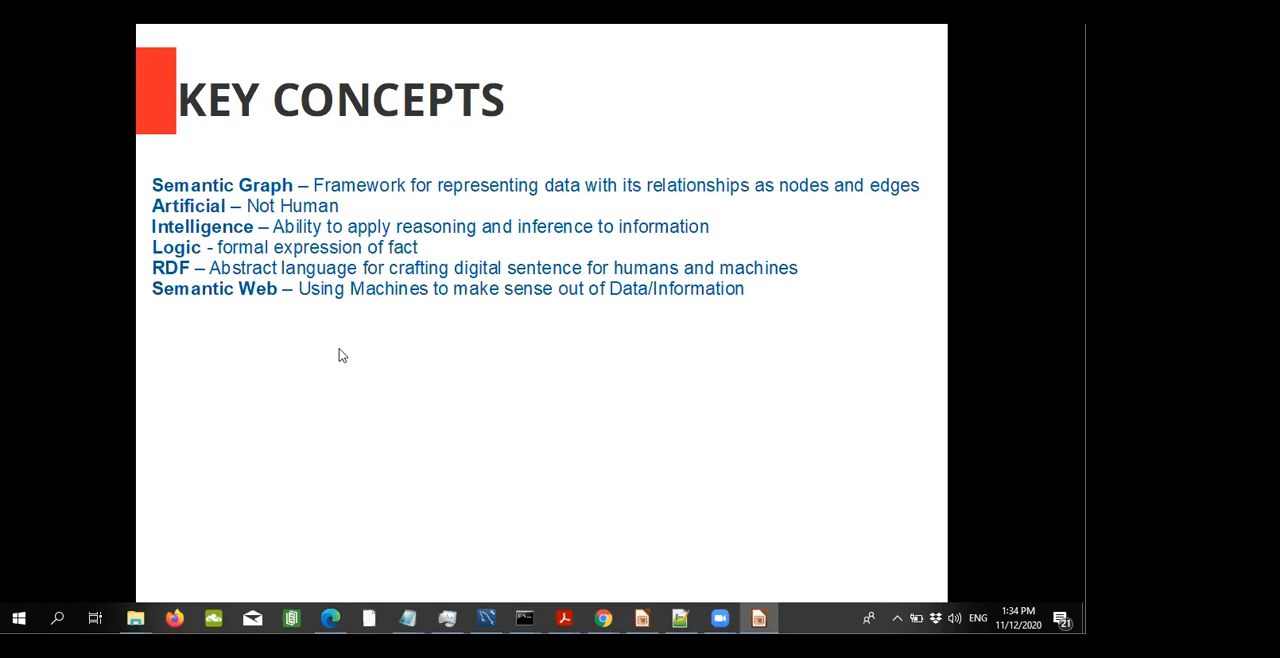 KEY CONCEPTS
Semantic Graph – Framework for representing data with its relationships as nodes and edges
Artificial – Not Human
Intelligence – Ability to apply reasoning and inference to information
Logic - formal expression of fact
RDF – Abstract language for crafting digital sentence for humans and machines
Semantic Web – Using Machines to make sense out of Data/Information
ENG
1:34 PM
11/12/2020
21